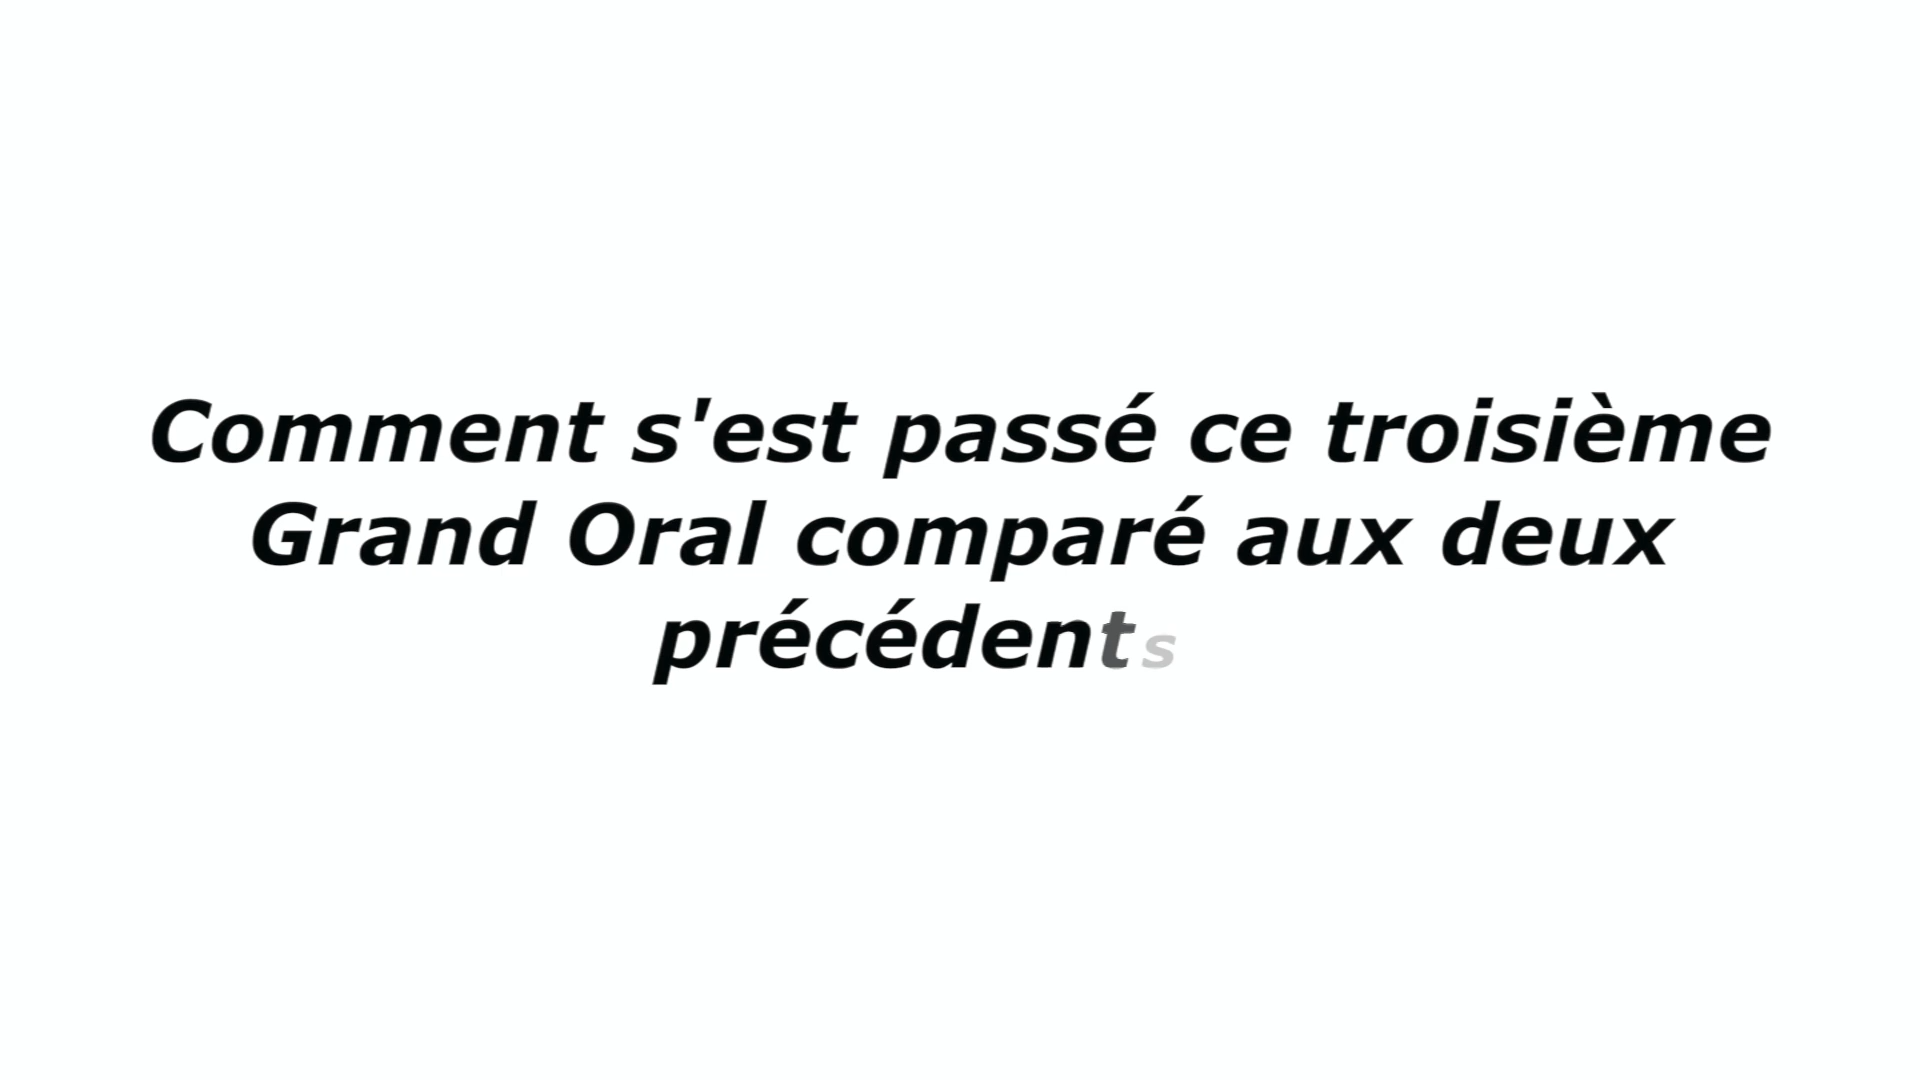 Comment s'est passé ce troisième
Grand Oral comparé aux deux
précédents